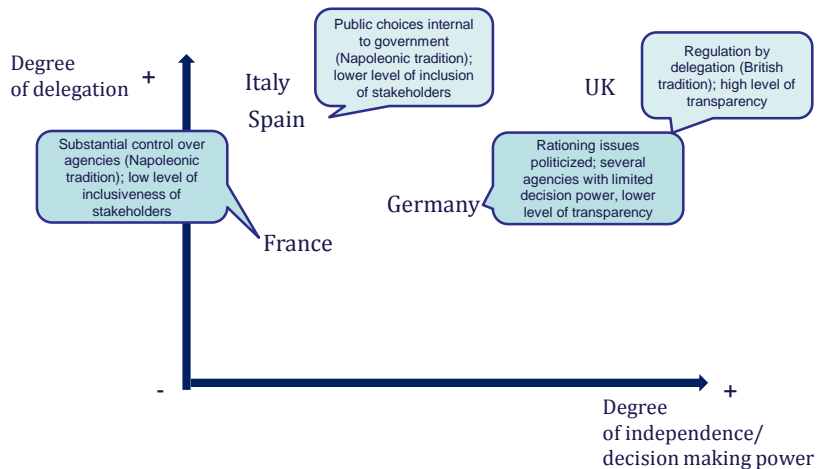 Degree
of delegation
+
Italy
Spain
Public choices internal
to government
(Napoleonic tradition);
lower level of inclusion
of stakeholders
UK
Regulation by
delegation (British
tradition); high level of
transparency
Substantial control over
agencies (Napoleonic
tradition); low level of
inclusiveness of
stakeholders
France
Germany
Rationing issues
politicized; several
agencies with limited
decision power, lower
level of transparency
-
+
Degree
of independence/
decision making power